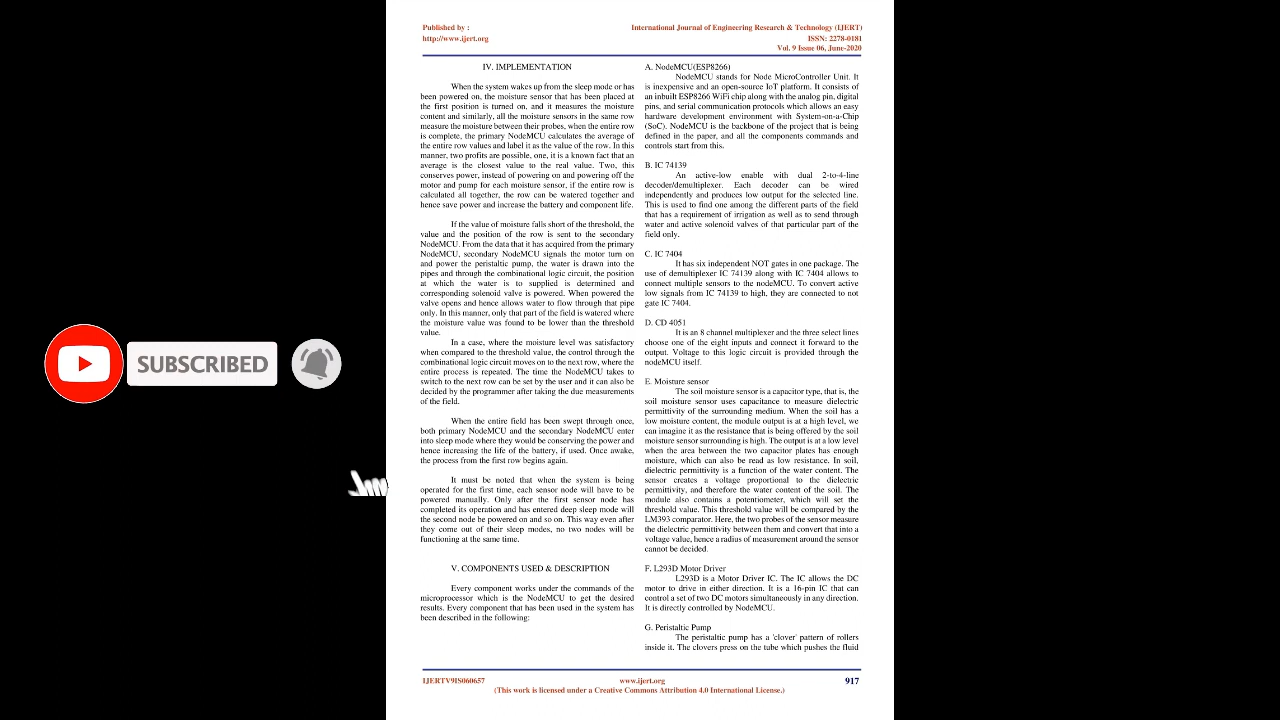 Published by :
http://www.ijert.org
International Journal of Engineering Research & Technology (IJERT)
ISSN: 2278-0181
Vol. 9 Issue 06, June-2020
IV. IMPLEMENTATION
When the system wakes up from the sleep mode or has
been powered on, the moisture sensor that has been placed at
the first position is turned on, and it measures the moisture
content and similarly, all the moisture sensors in the same row
measure the moisture between their probes, when the entire row
is complete, the primary NodeMCU calculates the average of
the entire row values and label it as the value of the row. In this
manner, two profits are possible, one, it is a known fact that an
average is the closest value to the real value. Two, this
conserves power, instead of powering on and powering off the
motor and pump for each moisture sensor, if the entire row is
calculated all together, the row can be watered together and
hence save power and increase the battery and component life.
If the value of moisture falls short of the threshold, the
value and the position of the row is sent to the secondary
NodeMCU. From the data that it has acquired from the primary
NodeMCU, secondary NodeMCU signals the motor turn on
and power the peristaltic pump, the water is drawn into the
pipes and through the combinational logic circuit, the position
at which the water is to supplied is determined and
corresponding solenoid valve is powered. When powered the
valve opens and hence allows water to flow through that pipe
only. In this manner, only that part of the field is watered where
the moisture value was found to be lower than the threshold
value.
In a case, where the moisture level was satisfactory
when compared to the threshold value, the control through the
combinational logic circuit moves on to the next row, where the
entire process is repeated. The time the NodeMCU takes to
switch to the next row can be set by the user and it can also be
decided by the programmer after taking the due measurements
of the field.
When the entire field has been swept through once,
both primary NodeMCU and the secondary NodeMCU enter
into sleep mode where they would be conserving the power and
hence increasing the life of the battery, if used. Once awake,
the process from the first row begins again.
It must be noted that when the system is being
operated for the first time, each sensor node will have to be
powered manually. Only after the first sensor node has
completed its operation and has entered deep sleep mode will
the second node be powered on and so on. This way even after
they come out of their sleep modes, no two nodes will be
functioning at the same time.
V. COMPONENTS USED & DESCRIPTION
Every component works under the commands of the
microprocessor which is the NodeMCU to get the desired
results. Every component that has been used in the system has
been described in the following:
A. NodeMCU(ESP8266)
NodeMCU stands for Node MicroController Unit. It
is inexpensive and an open-source IoT platform. It consists of
an inbuilt ESP8266 WiFi chip along with the analog pin, digital
pins, and serial communication protocols which allows an easy
hardware development environment with System-on-a-Chip
(SoC). NodeMCU is the backbone of the project that is being
defined in the paper, and all the components commands and
controls start from this.
B. IC 74139
An active-low enable with dual 2-to-4-line
decoder/demultiplexer. Each decoder can be wired
independently and produces low output for the selected line.
This is used to find one among the different parts of the field
that has a requirement of irrigation as well as to send through
water and active solenoid valves of that particular part of the
field only.
C. IC 7404
It has six independent NOT gates in one package. The
use of demultiplexer IC 74139 along with IC 7404 allows to
connect multiple sensors to the nodeMCU. To convert active
low signals from IC 74139 to high, they are connected to not
gate IC 7404.
D. CD 4051
It is an 8 channel multiplexer and the three select lines
choose one of the eight inputs and connect it forward to the
output. Voltage to this logic circuit is provided through the
nodeMCU itself.
E. Moisture sensor
The soil moisture sensor is a capacitor type, that is, the
soil moisture sensor uses capacitance to measure dielectric
permittivity of the surrounding medium. When the soil has a
low moisture content, the module output is at a high level, we
can imagine it as the resistance that is being offered by the soil
moisture sensor surrounding is high. The output is at a low level
when the area between the two capacitor plates has enough
moisture, which can also be read as low resistance. In soil,
dielectric permittivity is a function of the water content. The
sensor creates a voltage proportional to the dielectric
permittivity, and therefore the water content of the soil. The
module also contains a potentiometer, which will set the
threshold value. This threshold value will be compared by the
LM393 comparator. Here, the two probes of the sensor measure
the dielectric permittivity between them and convert that into a
voltage value, hence a radius of measurement around the sensor
cannot be decided.
F. L293D Motor Driver
L293D is a Motor Driver IC. The IC allows the DC
motor to drive in either direction. It is a 16-pin IC that can
control a set of two DC motors simultaneously in any direction.
It is directly controlled by NodeMCU.
G. Peristaltic Pump
The peristaltic pump has a 'clover' pattern of rollers
inside it. The clovers press on the tube which pushes the fluid
SUBSCRIBED
IJERTV9IS060657
www.ijert.org
917
(This work is licensed under a Creative Commons Attribution 4.0 International License.)